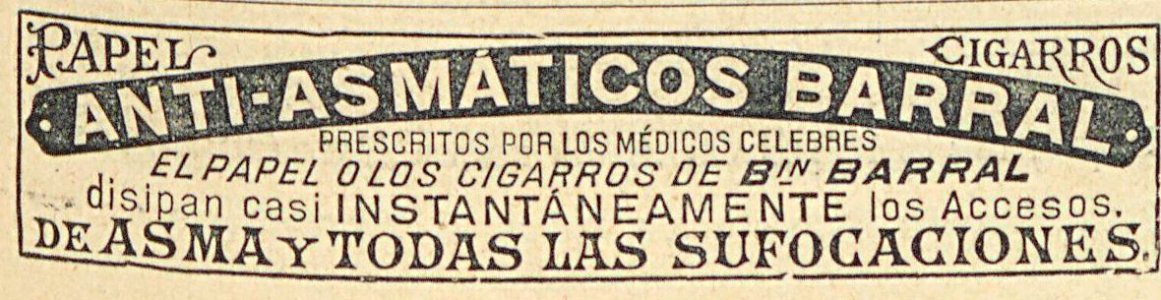 PAPEL CIGARROS
ANTI-ASMÁTICOS BARRAL
PRESCRITOS POR LOS MÉDICOS CELEBRES
EL PAPEL O LOS CIGARROS DE BIN BARRAL
disipan casi INSTANTÁNEAMENTE los Accesos.
DE ASMA Y TODAS LAS SUFOCACIONES.